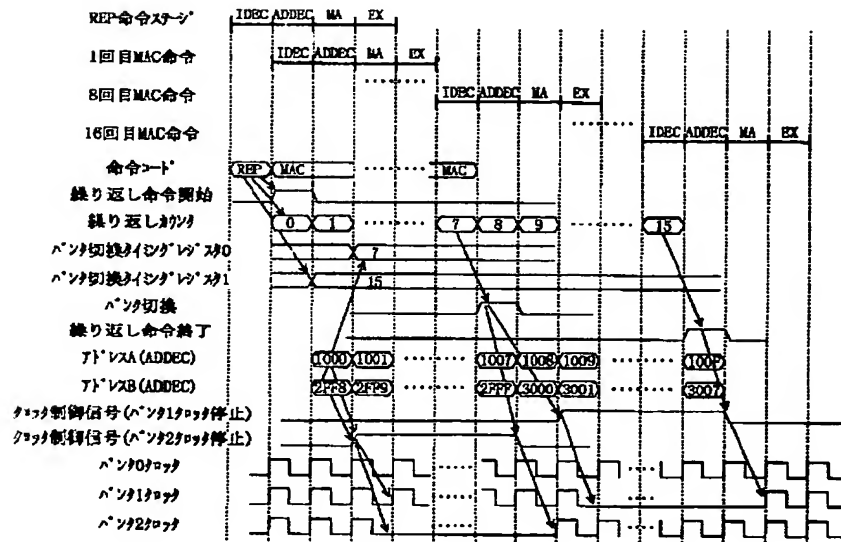 REP命令ステージ IDEC ADDEC MA EX
1回目MAC命令 IDEC ADDEC MA EX
8回目MAC命令 IDEC ADDEC MA EX
16回目MAC命令 IDEC ADDEC MA EX
命令コード REP MAC MAC
繰り返し命令開始
繰り返しカウンタ 0 1 7 8 9 15
バンク切換タイミングレジスタ0 7
バンク切換タイミングレジスタ1 15
バンク切換
繰り返し命令終了
アドレスA(ADDEC) 1000 1001 1007 1008 1009 100F
アドレスB(ADDEC) 2FF8 2FF9 2FFF 3000 3001 3007
クロック制御信号(バンク1クロック停止)
クロック制御信号(バンク2クロック停止)
バンク0クロック
バンク1クロック
バンク2クロック